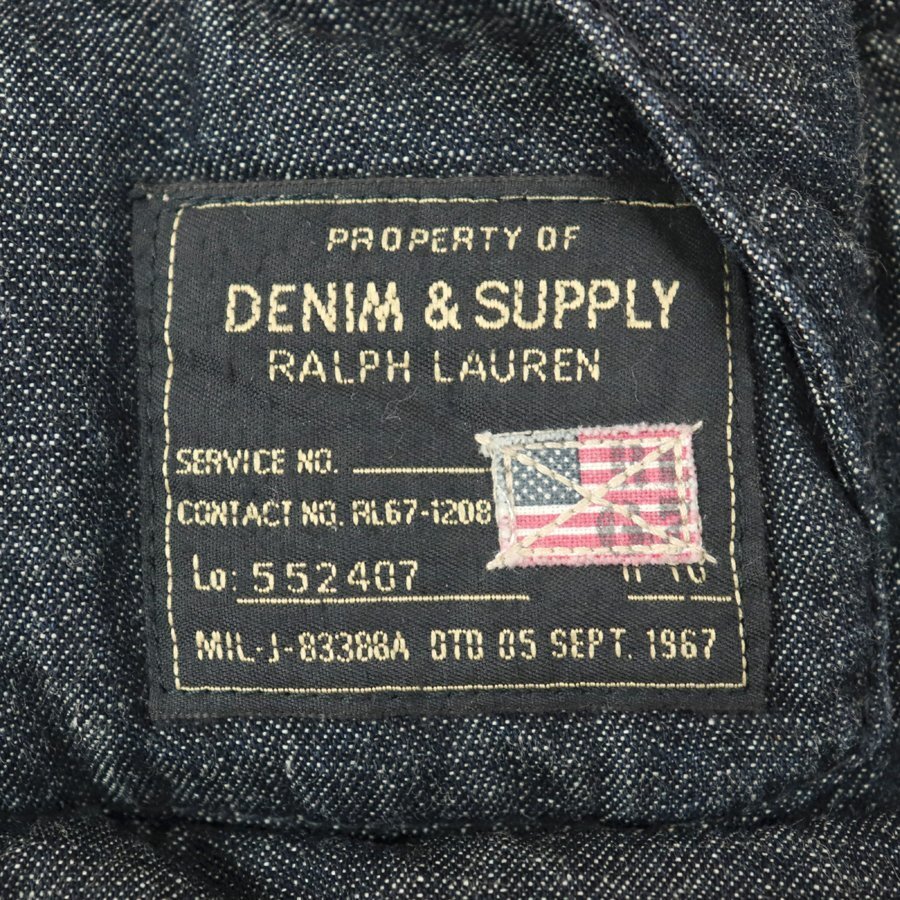 PROPERTY OF
DENIM & SUPPLY
RALPH LAUREN
SERVICE NO.
CONTACT NO. RL67-1208
Lo: 552407
MIL-J-83388A OTD 05 SEPT. 1967